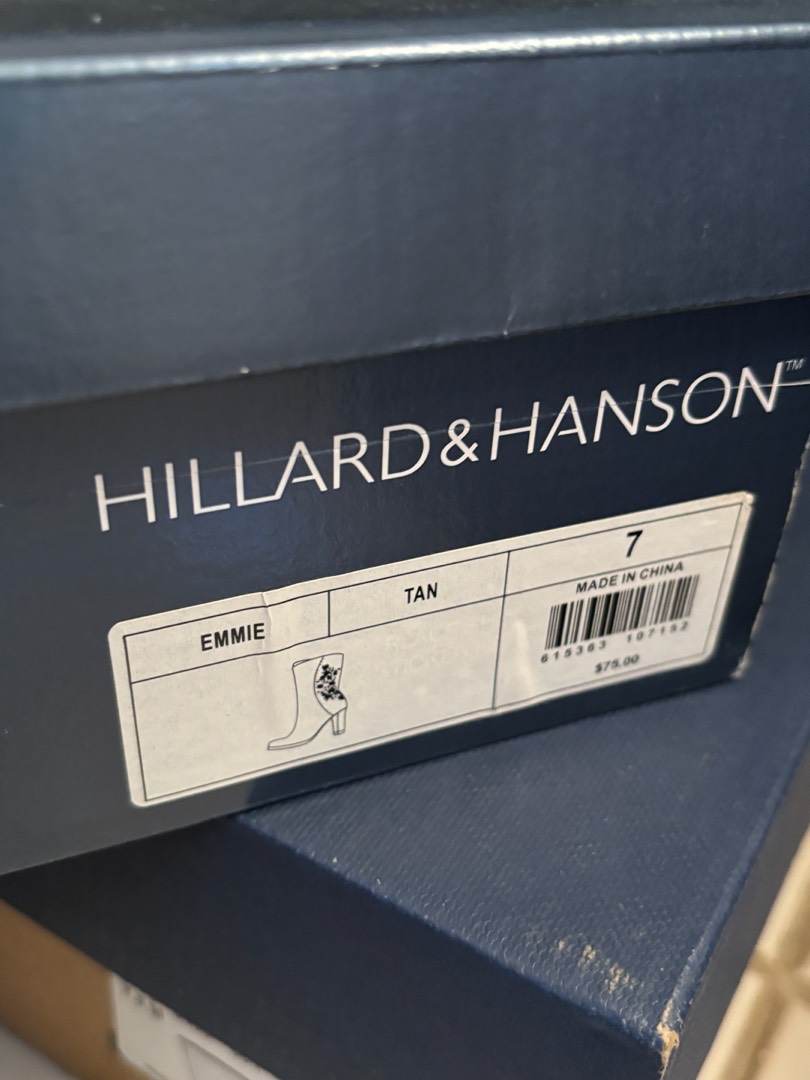 HILLARD & HANSON™
EMMIE
TAN
7
MADE IN CHINA
615363 107152
$75.00